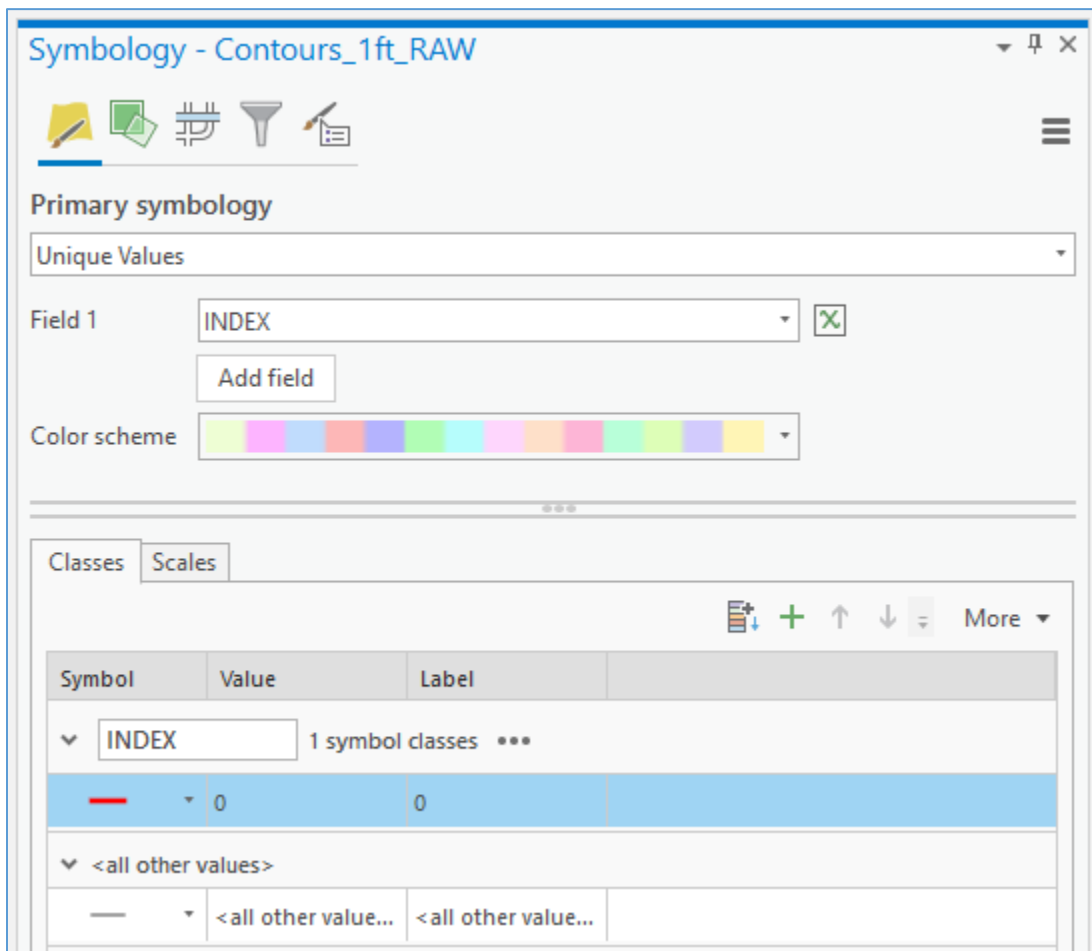 Symbology - Contours_1ft_RAW
Primary symbology
Unique Values
Field 1 INDEX
Add field
Color scheme
Classes Scales
More
Symbol Value Label
INDEX 1 symbol classes
0 0
<all other values>
<all other value... <all other value...